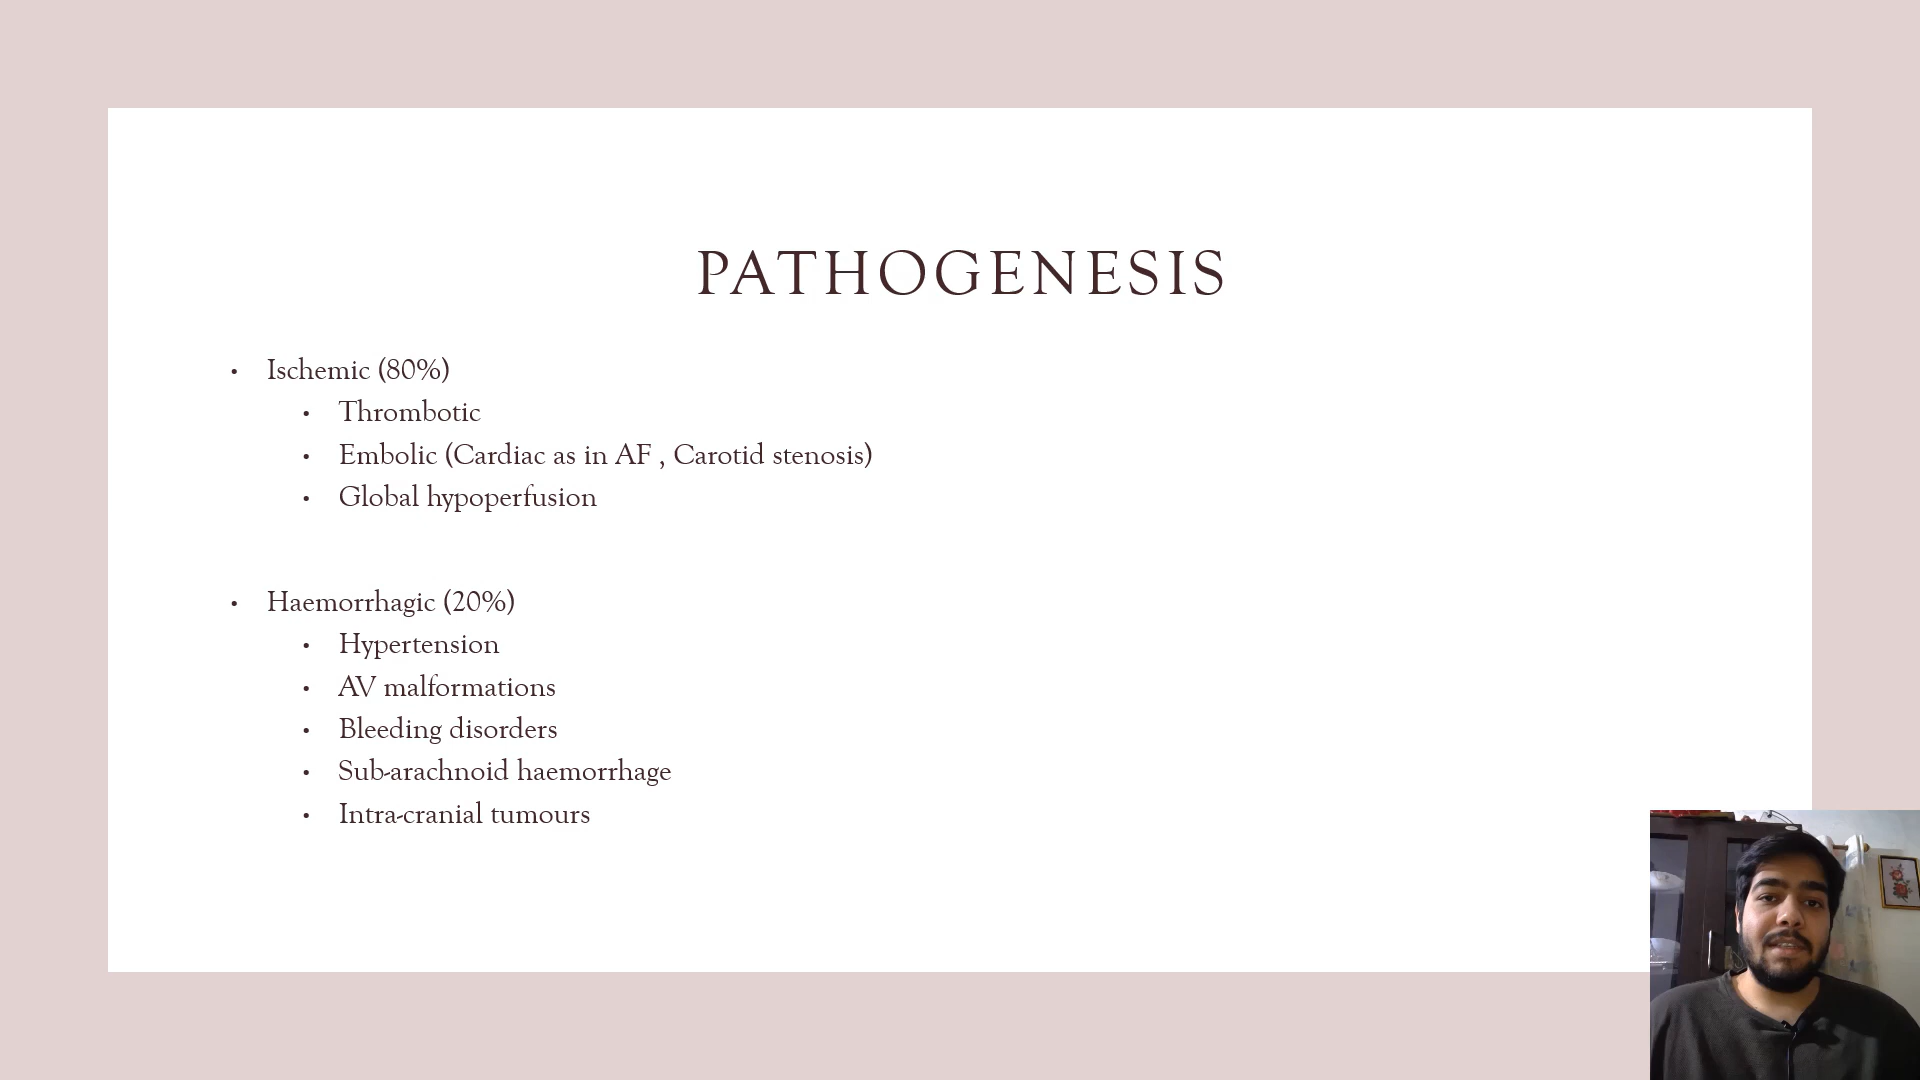 PATHOGENESIS
• Ischemic (80%)
• Thrombotic
• Embolic (Cardiac as in AF , Carotid stenosis)
• Global hypoperfusion
• Haemorrhagic (20%)
• Hypertension
• AV malformations
• Bleeding disorders
• Sub-arachnoid haemorrhage
• Intra-cranial tumours